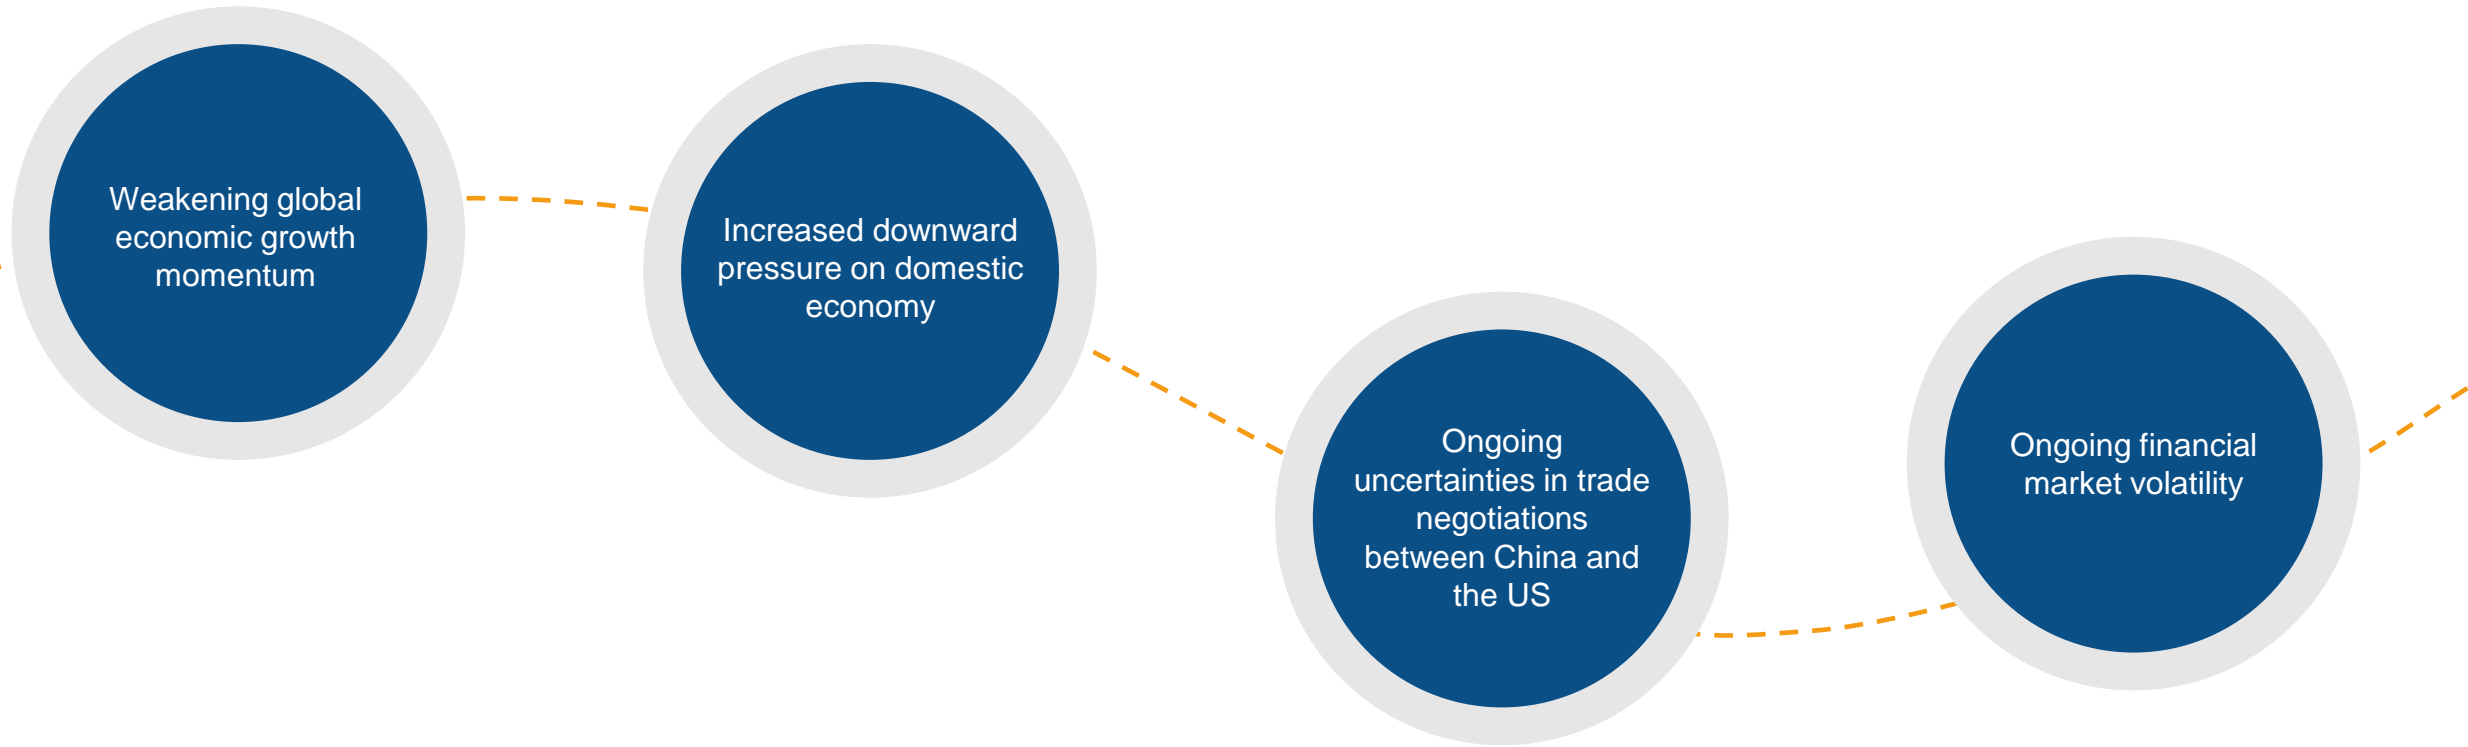 Weakening global
economic growth
momentum
Increased downward
pressure on domestic
economy
Ongoing
uncertainties in trade
negotiations
between China and
the US
Ongoing financial
market volatility